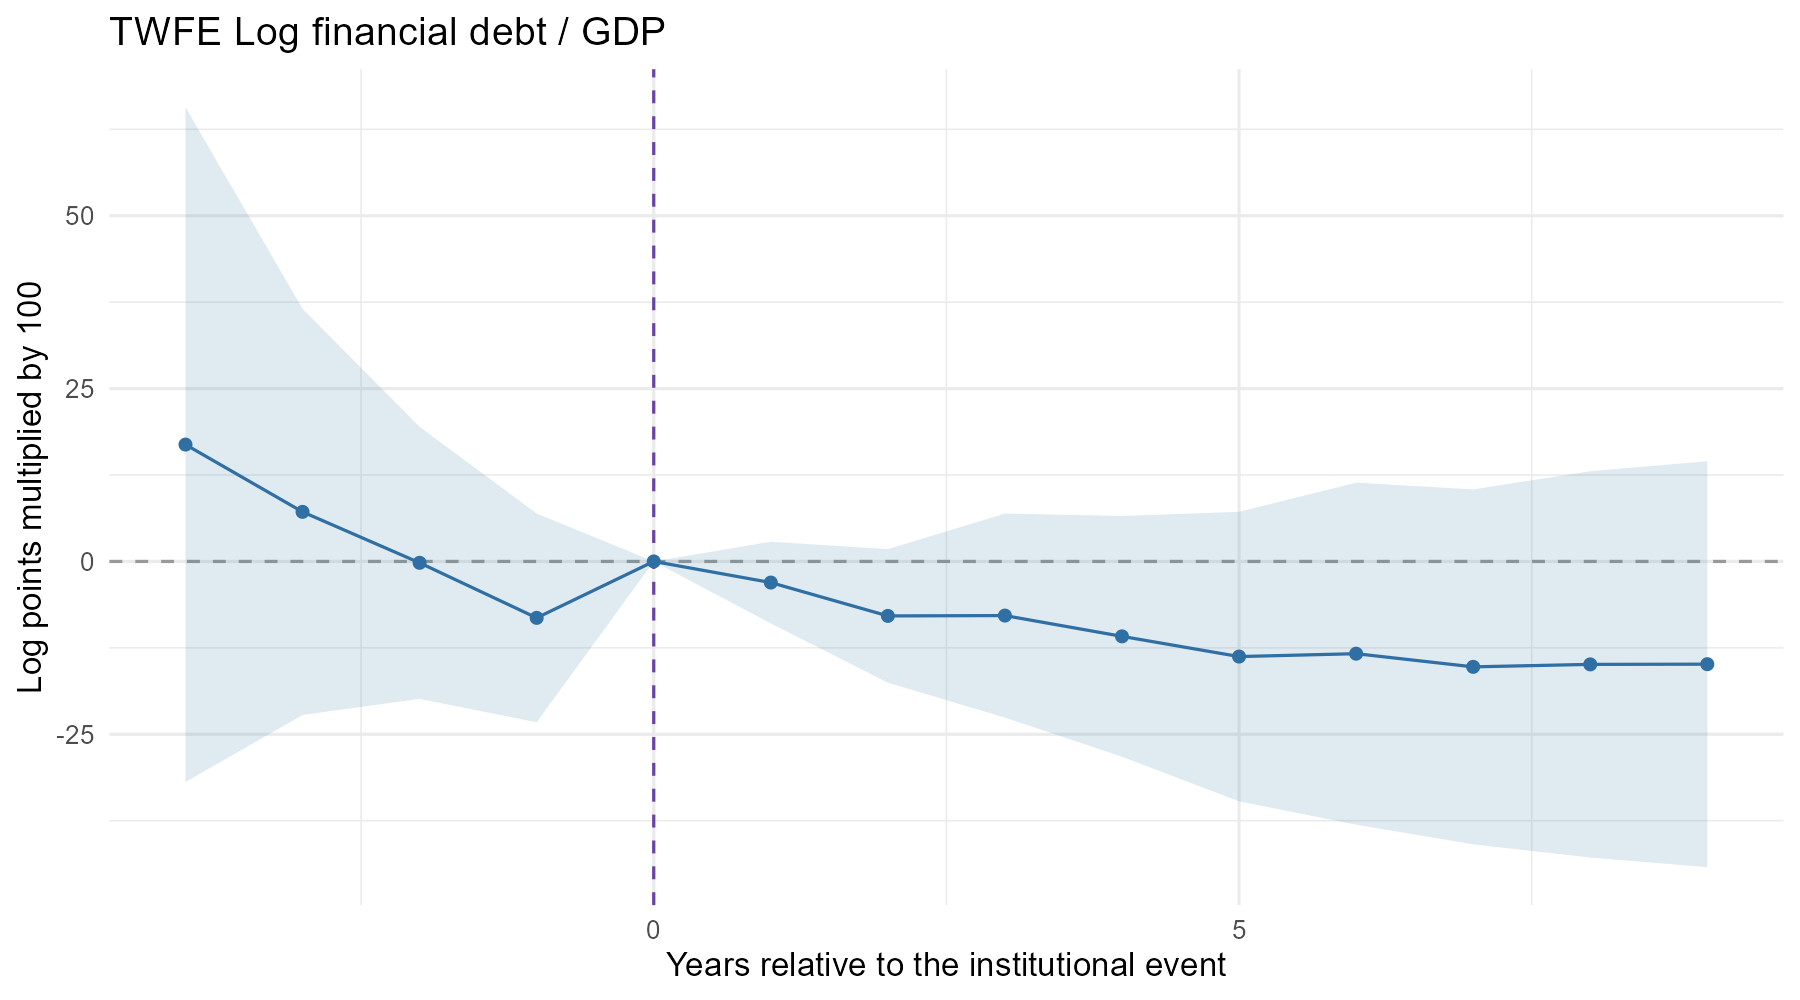 TWFE Log financial debt / GDP
Log points multiplied by 100
50
25
0
-25
0
5
Years relative to the institutional event